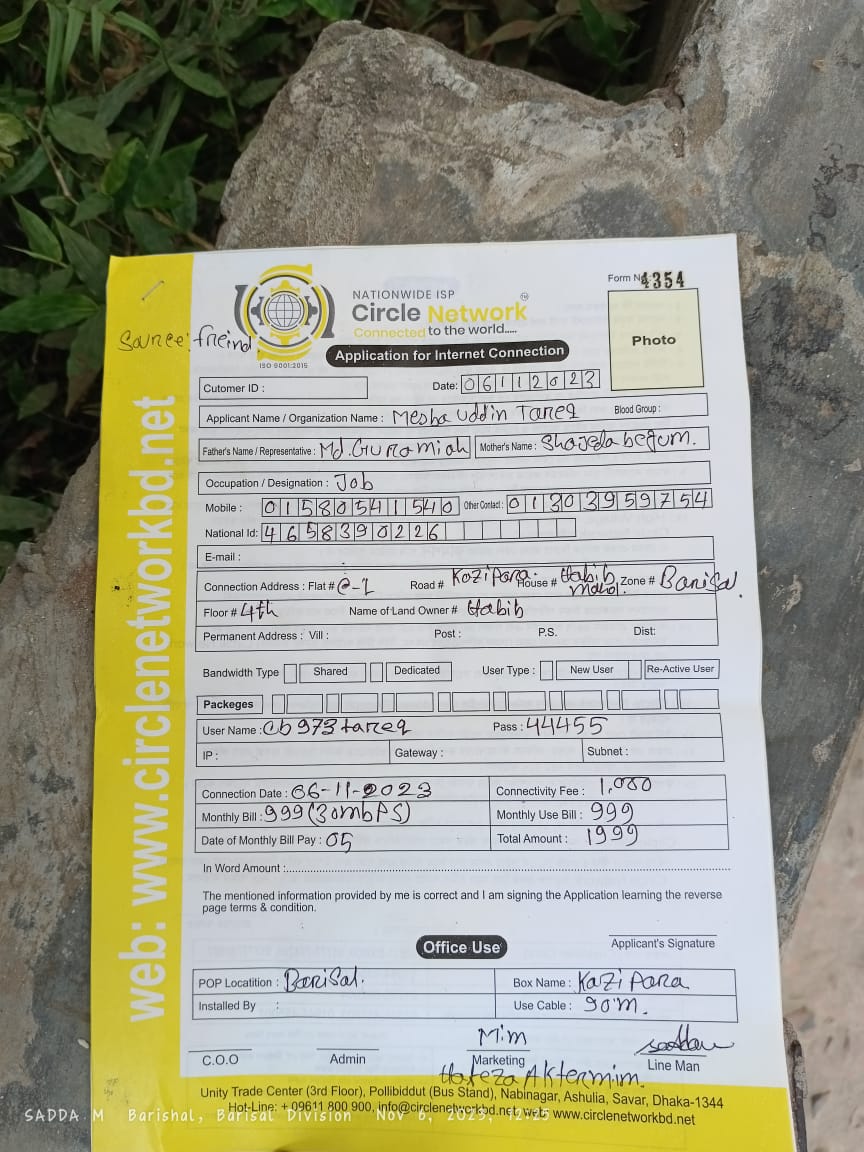 Form No 4354
NATIONWIDE ISP
Circle Network
Connected to the world.....
ISO 9001:2015
Source: freind.
Application for Internet Connection
Photo
Cutomer ID :
Date: 06112023
Applicant Name / Organization Name : Mesba uddin Tareq Blood Group :
Father's Name / Representative : Md. Gura miah Mother's Name : Shajeda begum.
Occupation / Designation : Job
Mobile : 01580541540 Other Contact : 01303959754
National Id: 4658390226
E-mail :
Connection Address : Flat # C-1 Road # Kazipara. House # Habib mahol. Zone # Barisal.
Floor # 4th Name of Land Owner # Habib
Permanent Address : Vill : Post : P.S. Dist:
Bandwidth Type Shared Dedicated User Type : New User Re-Active User
Packeges
User Name : cb973tareq Pass : 44455
IP : Gateway : Subnet :
Connection Date : 06-11-2023 Connectivity Fee : 1,000
Monthly Bill : 999 (30mbPS) Monthly Use Bill : 999
Date of Monthly Bill Pay : 05 Total Amount : 1999
In Word Amount :
The mentioned information provided by me is correct and I am signing the Application learning the reverse
page terms & condition.
Applicant's Signature
Office Use
POP Locatition : Barisal. Box Name : Kazi Para
Installed By : Use Cable : 90m.
Mim
C.O.O Admin Marketing Line Man
Hafeza Aktermim.
Unity Trade Center (3rd Floor), Pollibiddut (Bus Stand), Nabinagar, Ashulia, Savar, Dhaka-1344
Hot-Line: +09611 800 900, info@circlenetworkbd.net, web: www.circlenetworkbd.net
web: www.circlenetworkbd.net
SADDA M Barishal, Barisal Division Nov 6, 2023, 12:25